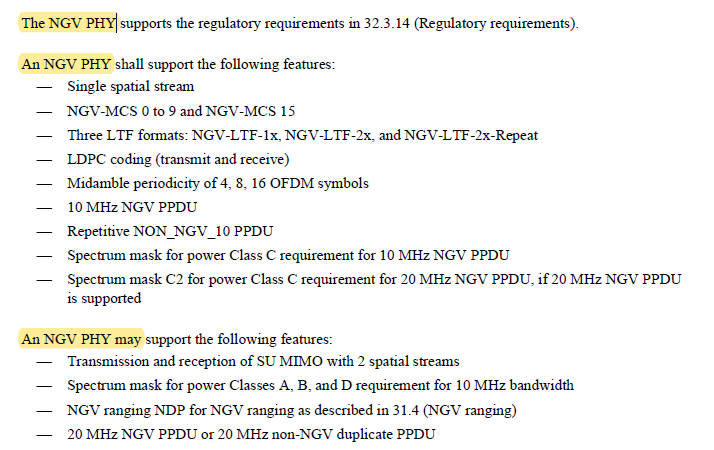 The NGV PHY supports the regulatory requirements in 32.3.14 (Regulatory requirements).
An NGV PHY shall support the following features:
— Single spatial stream
— NGV-MCS 0 to 9 and NGV-MCS 15
— Three LTF formats: NGV-LTF-1x, NGV-LTF-2x, and NGV-LTF-2x-Repeat
— LDPC coding (transmit and receive)
— Midamble periodicity of 4, 8, 16 OFDM symbols
— 10 MHz NGV PPDU
— Repetitive NON_NGV_10 PPDU
— Spectrum mask for power Class C requirement for 10 MHz NGV PPDU
— Spectrum mask C2 for power Class C requirement for 20 MHz NGV PPDU, if 20 MHz NGV PPDU
is supported
An NGV PHY may support the following features:
— Transmission and reception of SU MIMO with 2 spatial streams
— Spectrum mask for power Classes A, B, and D requirement for 10 MHz bandwidth
— NGV ranging NDP for NGV ranging as described in 31.4 (NGV ranging)
— 20 MHz NGV PPDU or 20 MHz non-NGV duplicate PPDU